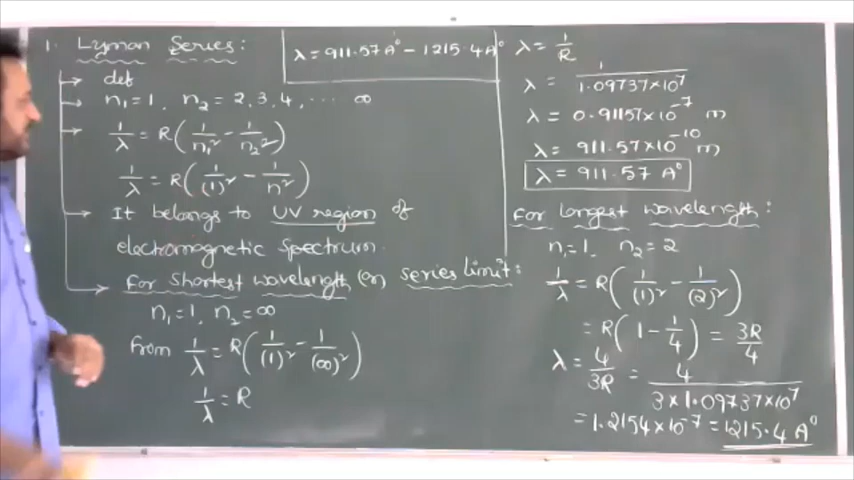 1. Lyman Series:
λ = 911.57 A° - 1215.4 A°
def
n₁=1, n₂ = 2, 3, 4, ..... ∞
1/λ = R(1/n₁² - 1/n₂²)
1/λ = R(1/(1)² - 1/n²)
It belongs to UV region of
electromagnetic Spectrum.
For Shortest wavelength (or) series limit:
n₁=1, n₂=∞
From 1/λ = R(1/(1)² - 1/(∞)²)
1/λ = R
λ = 1/R
λ = 1/1.09737×10⁷
λ = 0.91157×10⁻⁷ m
λ = 911.57×10⁻¹⁰ m
λ = 911.57 A°
For longest wavelength:
n₁=1, n₂=2
1/λ = R(1/(1)² - 1/(2)²)
= R(1 - 1/4) = 3R/4
λ = 4/3R = 4/3×1.09737×10⁷
= 1.2154×10⁻⁷ = 1215.4 A°